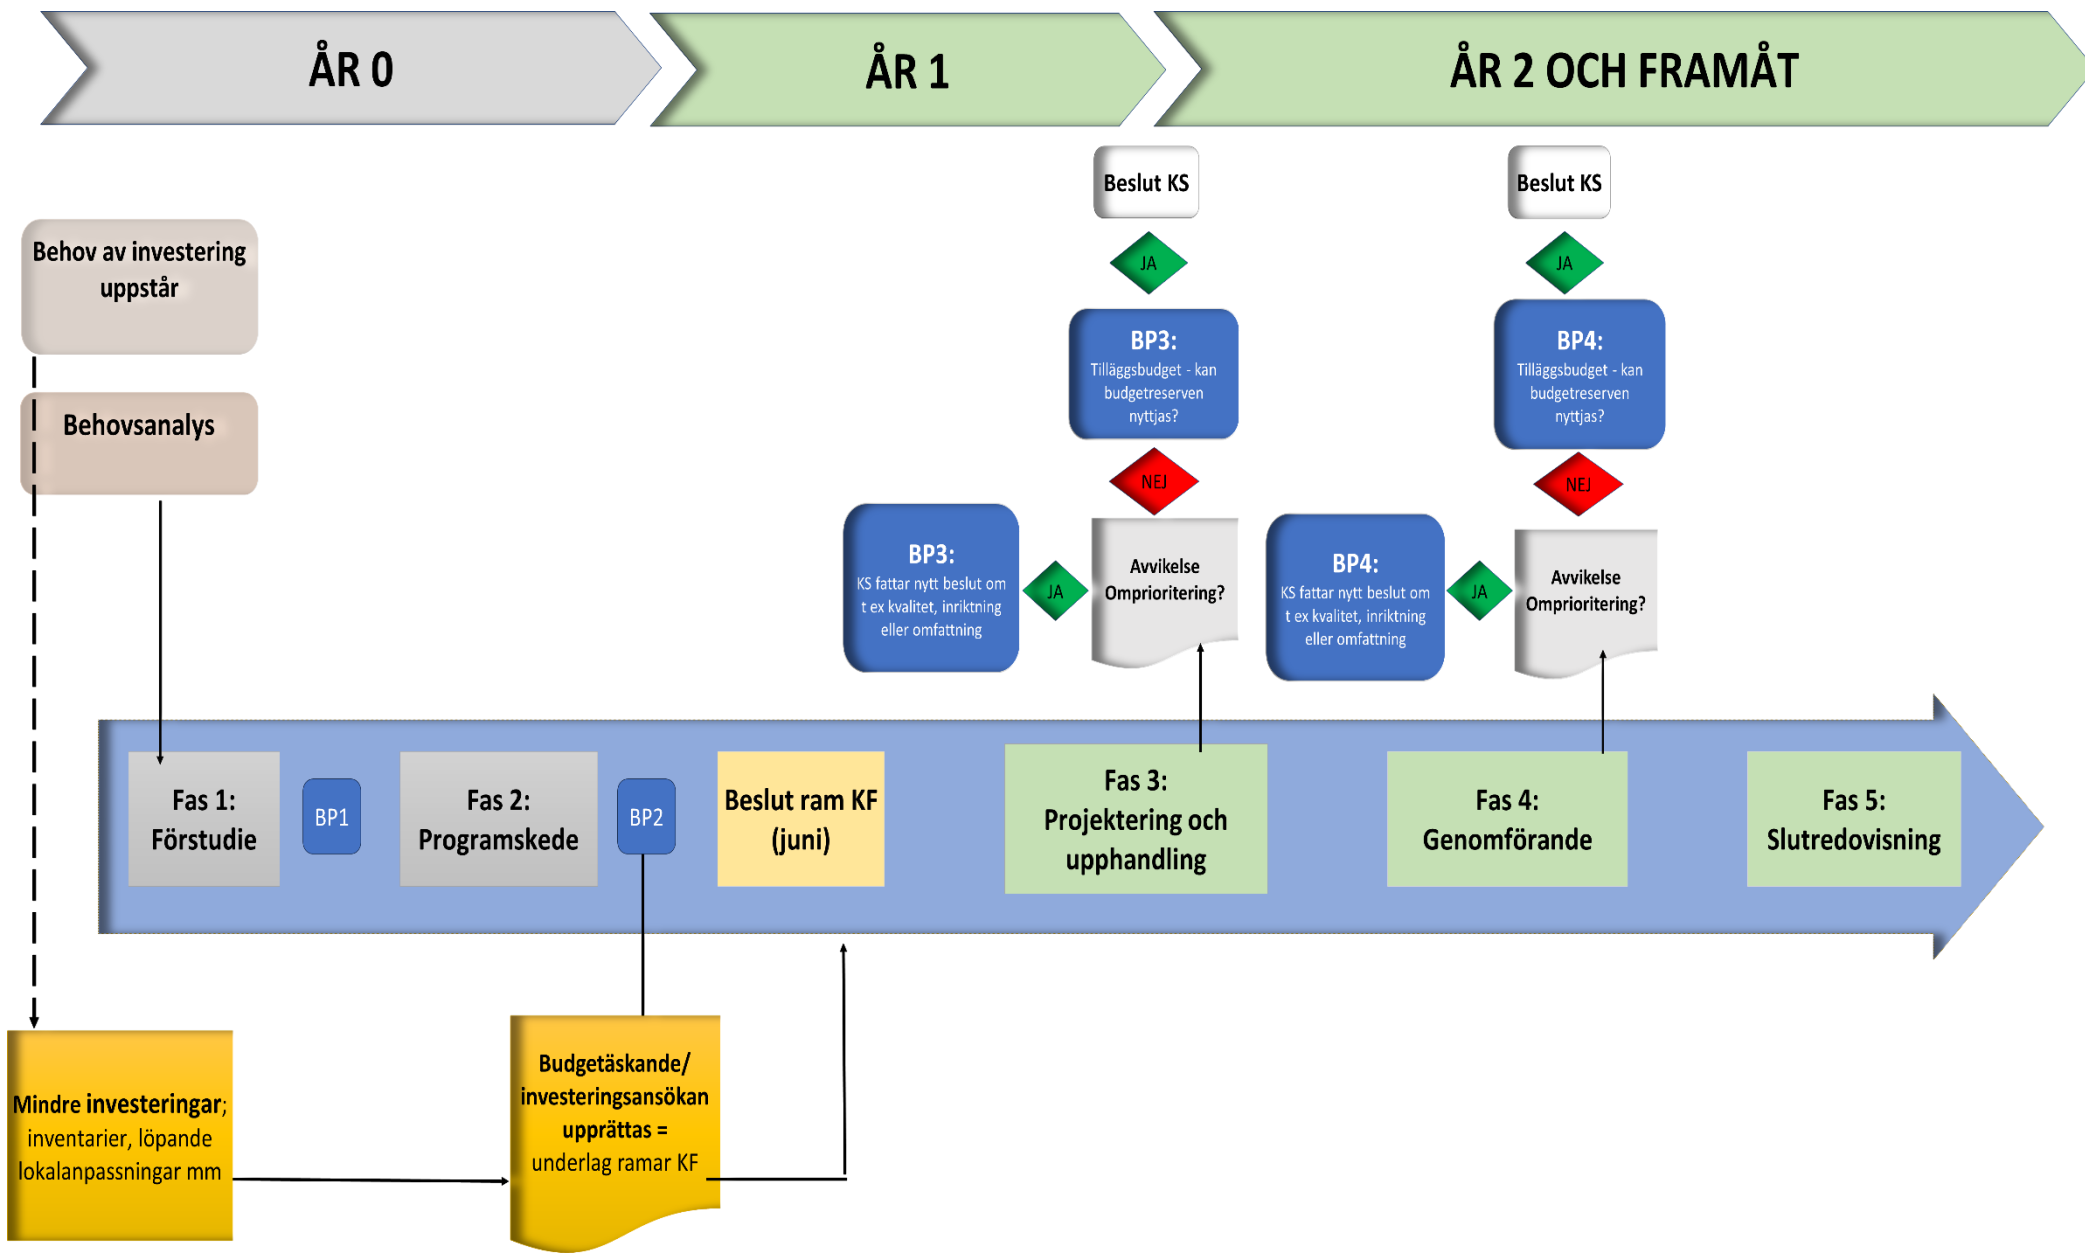 ÅR 0
ÅR 1
ÅR 2 OCH FRAMÅT
Beslut KS
Beslut KS
Behov av investering
uppstår
JA
JA
BP3:
Tilläggsbudget - kan
budgetreserven
nyttjas?
BP4:
Tilläggsbudget - kan
budgetreserven
nyttjas?
Behovsanalys
NEJ
NEJ
BP3:
KS fattar nytt beslut om
t ex kvalitet, inriktning
eller omfattning
JA
Avvikelse
Omprioritering?
BP4:
KS fattar nytt beslut om
t ex kvalitet, inriktning
eller omfattning
JA
Avvikelse
Omprioritering?
Fas 1:
Förstudie
BP1
Fas 2:
Programskede
BP2
Beslut ram KF
(juni)
Fas 3:
Projektering och
upphandling
Fas 4:
Genomförande
Fas 5:
Slutredovisning
Mindre investeringar;
inventarier, löpande
lokalanpassningar mm
Budgetäskande/
investeringsansökan
upprättas =
underlag ramar KF